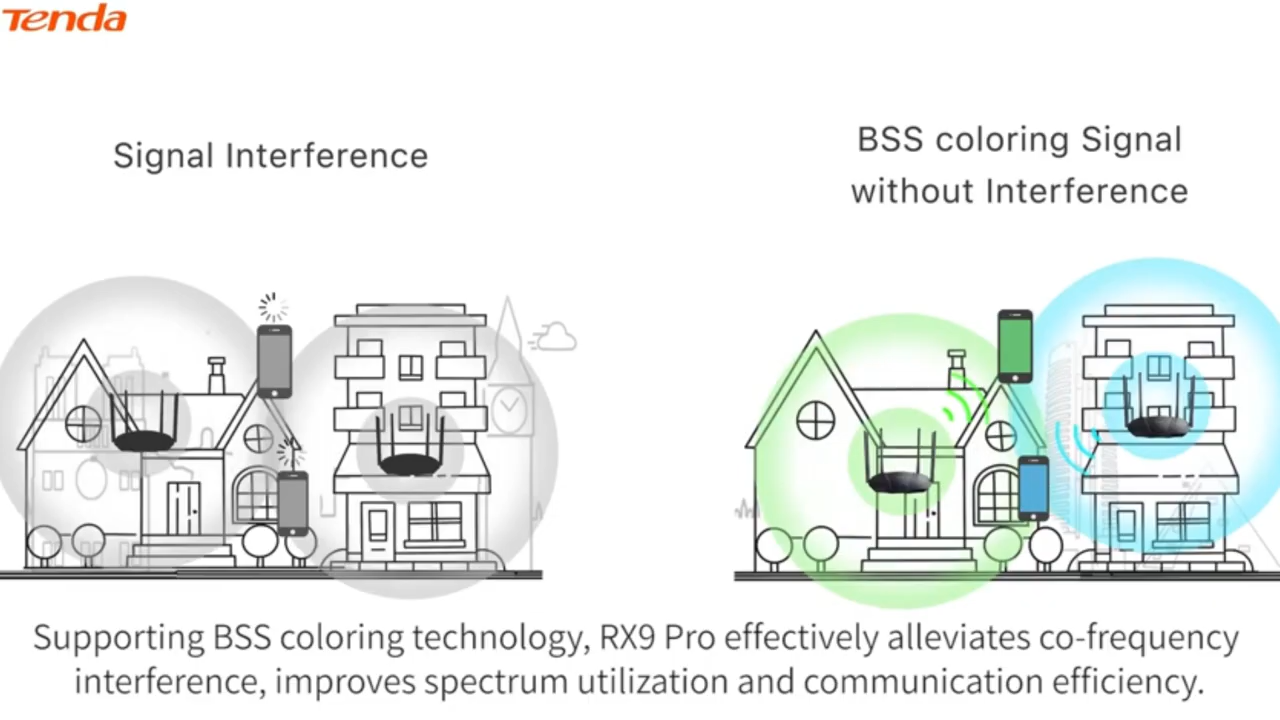 Tenda
Signal Interference
BSS coloring Signal
without Interference
Supporting BSS coloring technology, RX9 Pro effectively alleviates co-frequency
interference, improves spectrum utilization and communication efficiency.